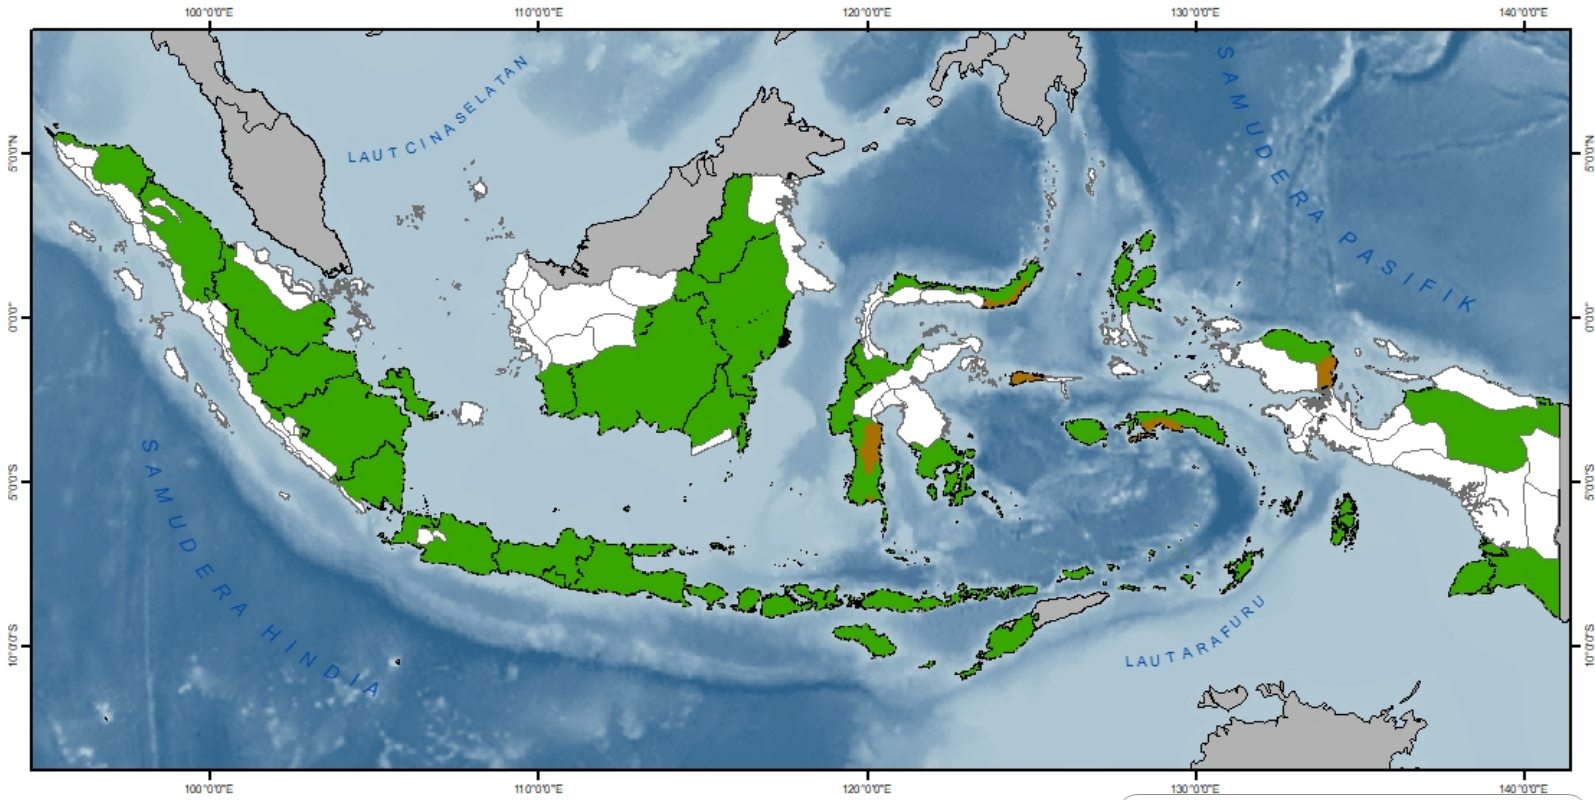 100°0'0"E 110°0'0"E 120°0'0"E 130°0'0"E 140°0'0"E
LAUT CINA SELATAN
SAMUDERA PASIFIK
5°0'0"N 5°0'0"N
0°0'0" 0°0'0"
5°0'0"S 5°0'0"S
SAMUDERA HINDIA
LAUT ARAFURU
10°0'0"S 10°0'0"S
100°0'0"E 110°0'0"E 120°0'0"E 130°0'0"E 140°0'0"E